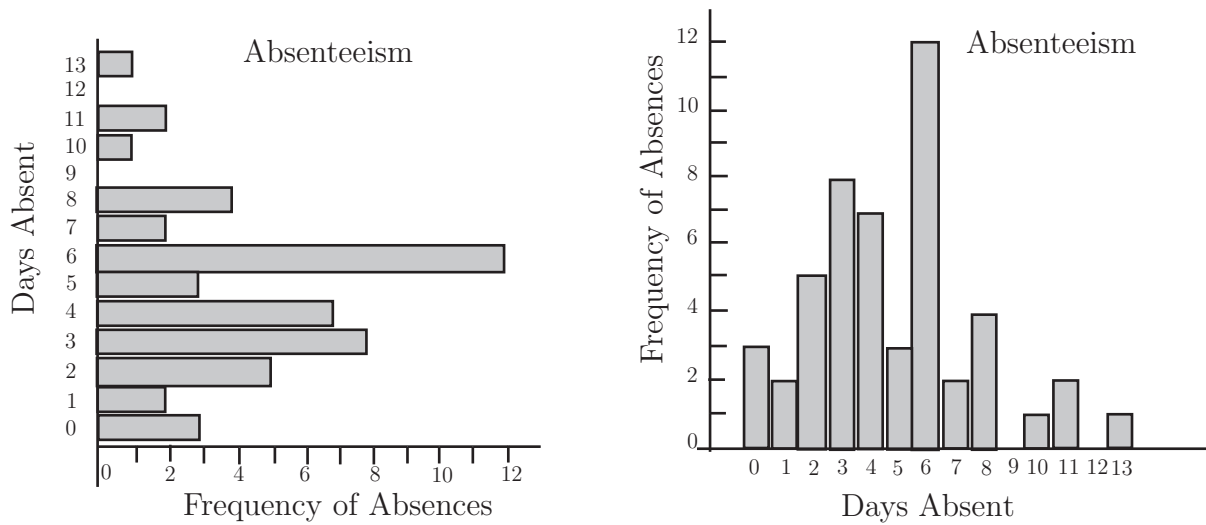 Absenteeism
Days Absent
13
12
11
10
9
8
7
6
5
4
3
2
1
0
0 2 4 6 8 10 12
Frequency of Absences
Absenteeism
Frequency of Absences
12
10
8
6
4
2
0
0 1 2 3 4 5 6 7 8 9 10 11 12 13
Days Absent